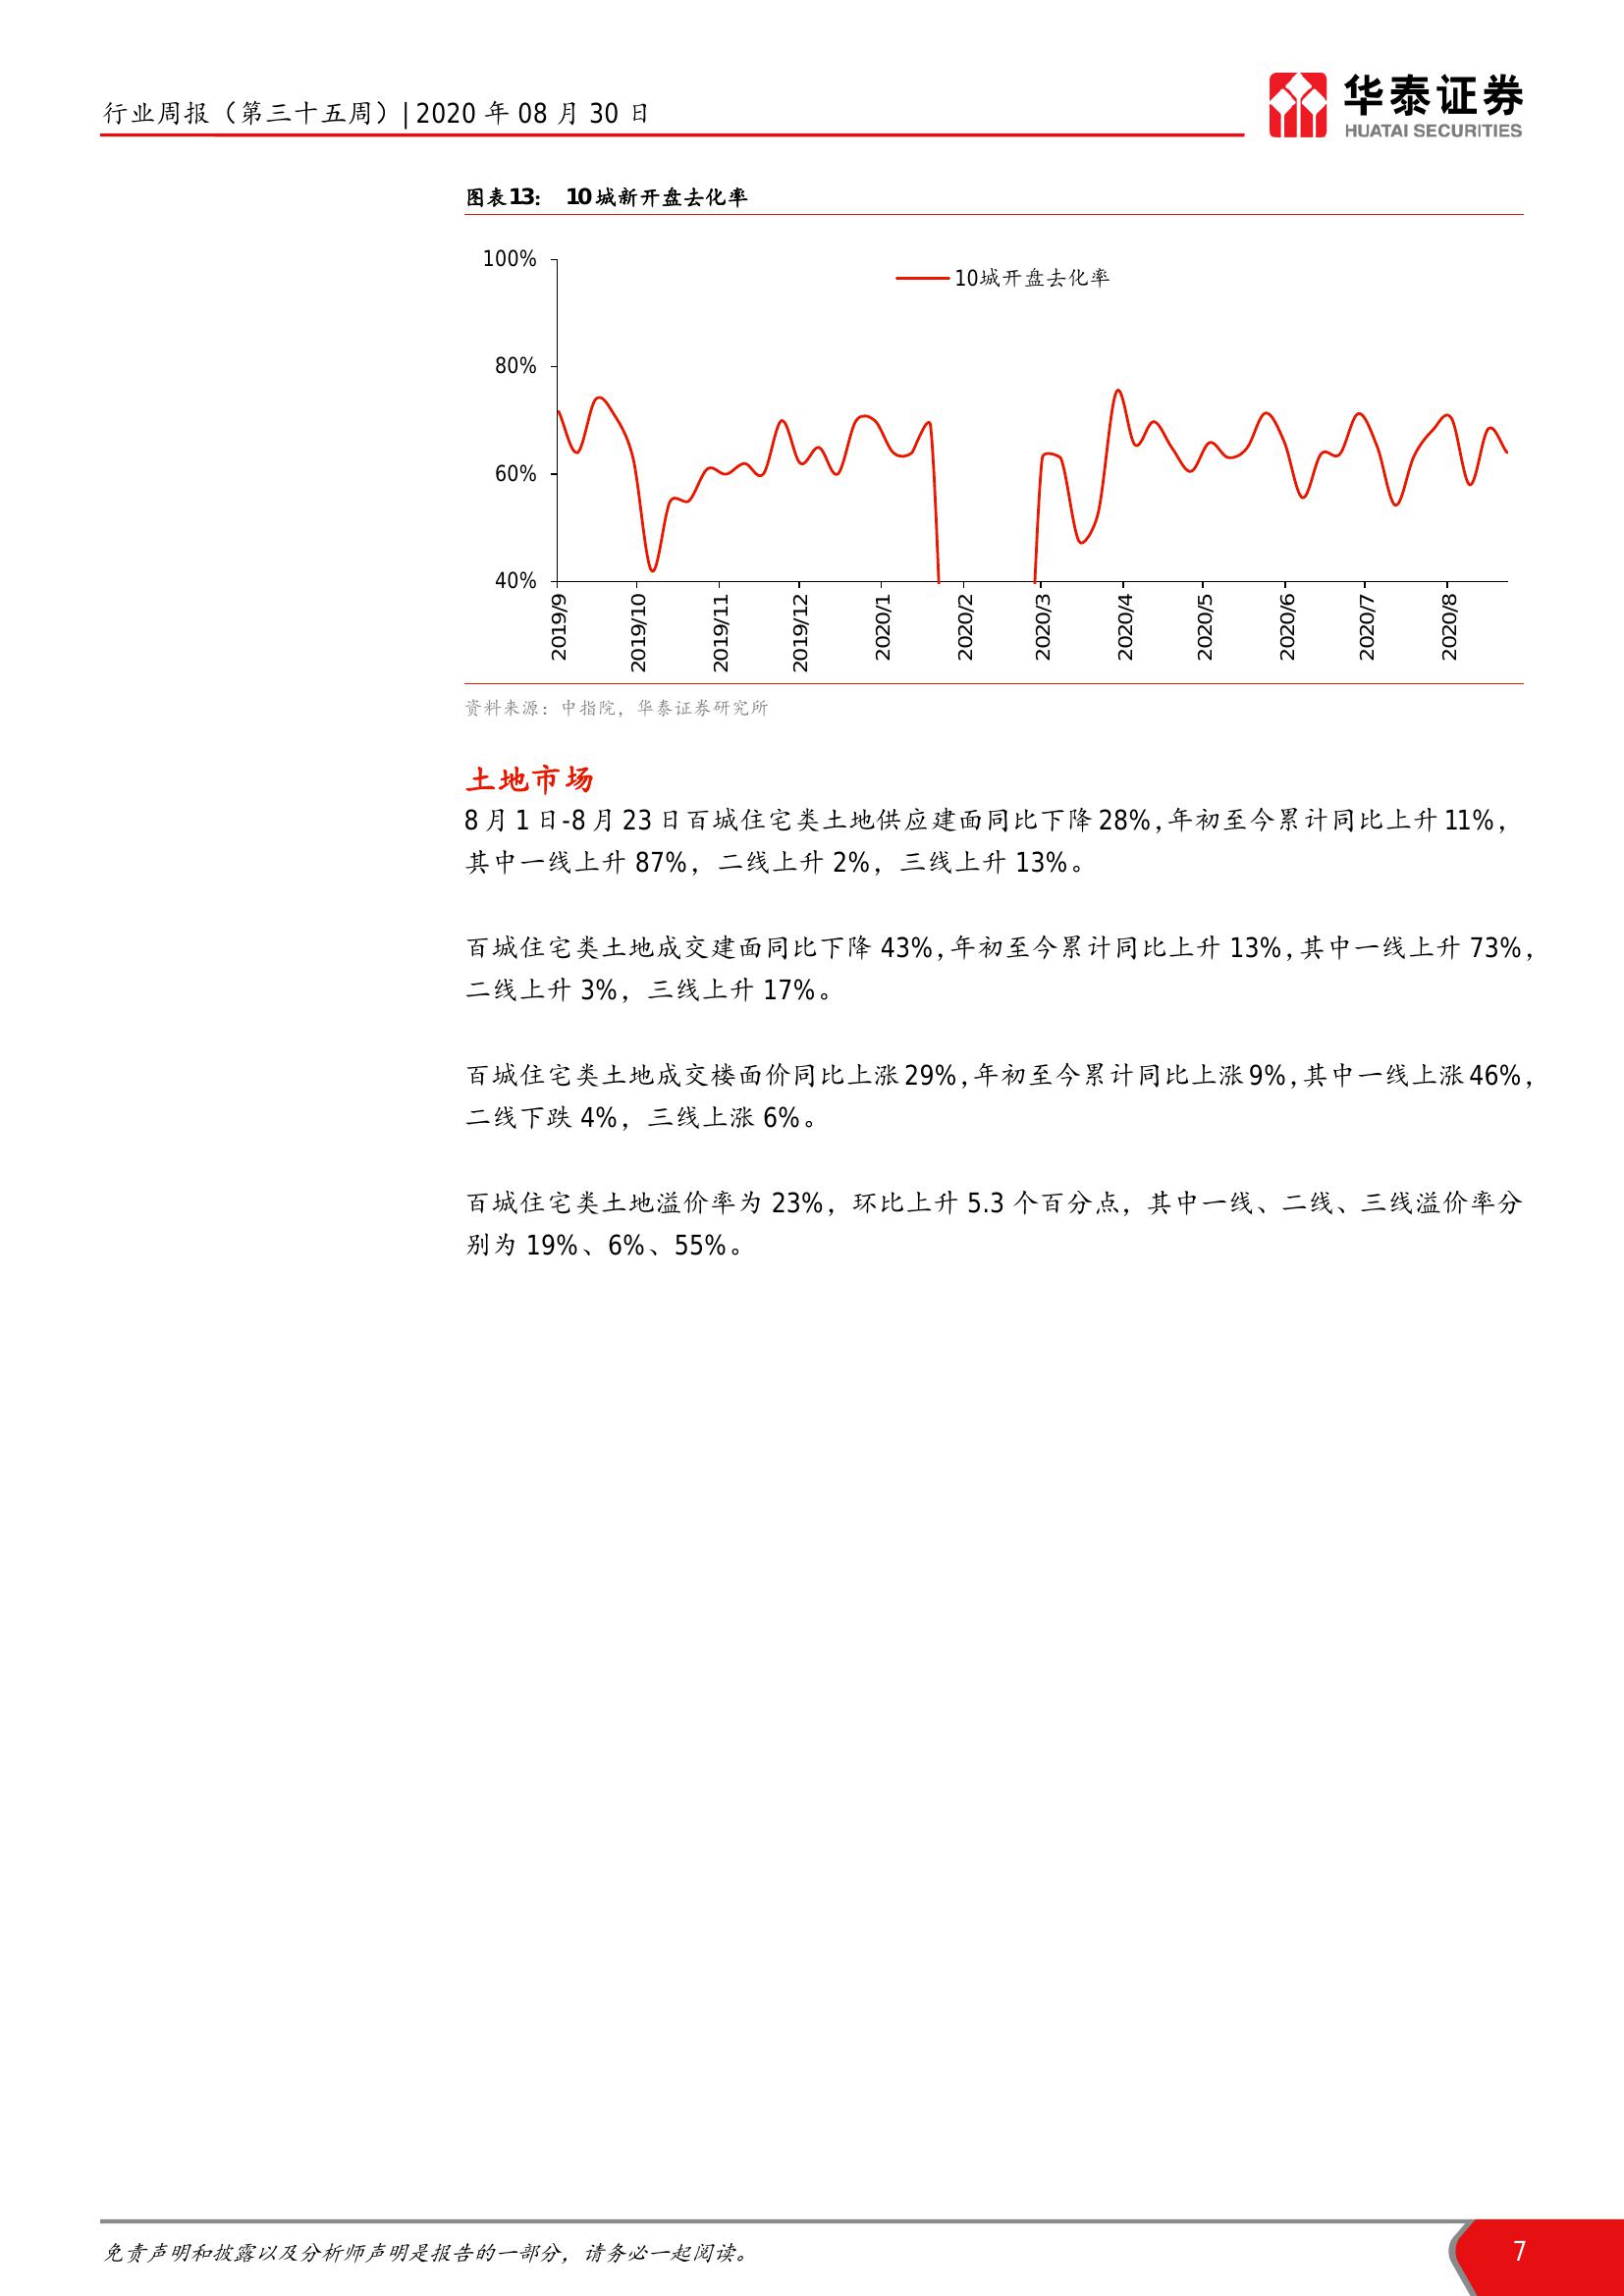 行业周报（第三十五周）| 2020 年 08 月 30 日
华泰证券
HUATAI SECURITIES
图表13： 10 城新开盘去化率
100%
80%
60%
40%
10城开盘去化率
2019/9
2019/10
2019/11
2019/12
2020/1
2020/2
2020/3
2020/4
2020/5
2020/6
2020/7
2020/8
资料来源：中指院，华泰证券研究所
土地市场
8 月 1 日-8 月 23 日百城住宅类土地供应建面同比下降 28%，年初至今累计同比上升 11%，
其中一线上升 87%，二线上升 2%，三线上升 13%。
百城住宅类土地成交建面同比下降 43%，年初至今累计同比上升 13%，其中一线上升 73%，
二线上升 3%，三线上升 17%。
百城住宅类土地成交楼面价同比上涨 29%，年初至今累计同比上涨 9%，其中一线上涨 46%，
二线下跌 4%，三线上涨 6%。
百城住宅类土地溢价率为 23%，环比上升 5.3 个百分点，其中一线、二线、三线溢价率分
别为 19%、6%、55%。
免责声明和披露以及分析师声明是报告的一部分，请务必一起阅读。
7